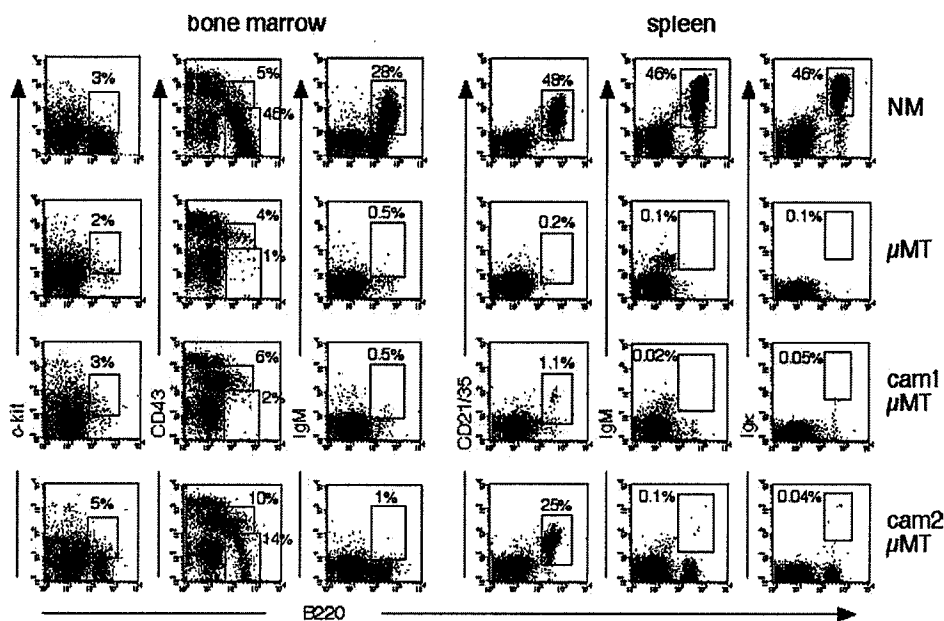 bone marrow spleen
3% 5% 28% 48% 46% 46% NM
46%
2% 4% 0.5% 0.2% 0.1% 0.1% µMT
1%
3% 6% 0.5% 1.1% 0.02% 0.05% cam1 µMT
2%
c-kit CD43 IgM CD21/35 IgM Igκ
5% 10% 1% 25% 0.1% 0.04% cam2 µMT
14%
B220